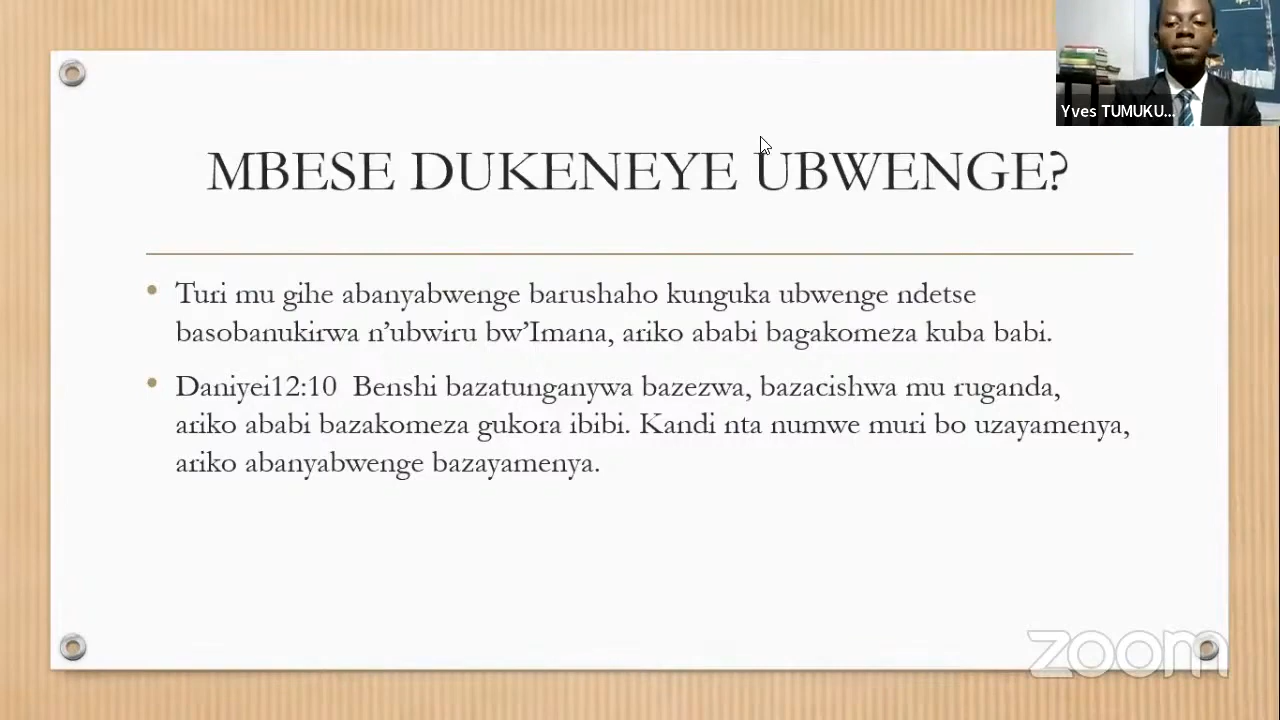 Yves TUMUKU...
MBESE DUKENEYE UBWENGE?
• Turi mu gihe abanyabwenge barushaho kunguka ubwenge ndetse
basobanukirwa n’ubwiru bw’Imana, ariko ababi bagakomeza kuba babi.
• Daniyei12:10 Benshi bazatunganywa bazezwa, bazacishwa mu ruganda,
ariko ababi bazakomeza gukora ibibi. Kandi nta numwe muri bo uzayamenya,
ariko abanyabwenge bazayamenya.
zoom